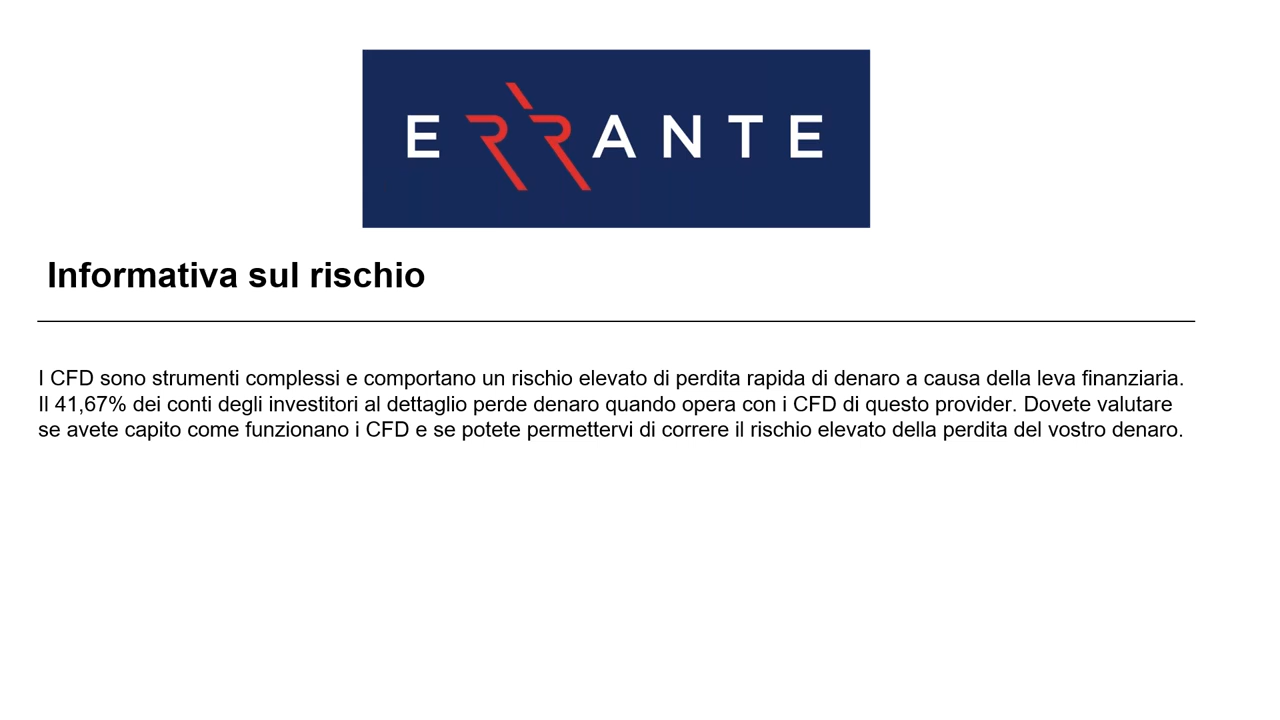 ERRANTE
Informativa sul rischio
I CFD sono strumenti complessi e comportano un rischio elevato di perdita rapida di denaro a causa della leva finanziaria.
Il 41,67% dei conti degli investitori al dettaglio perde denaro quando opera con i CFD di questo provider. Dovete valutare
se avete capito come funzionano i CFD e se potete permettervi di correre il rischio elevato della perdita del vostro denaro.